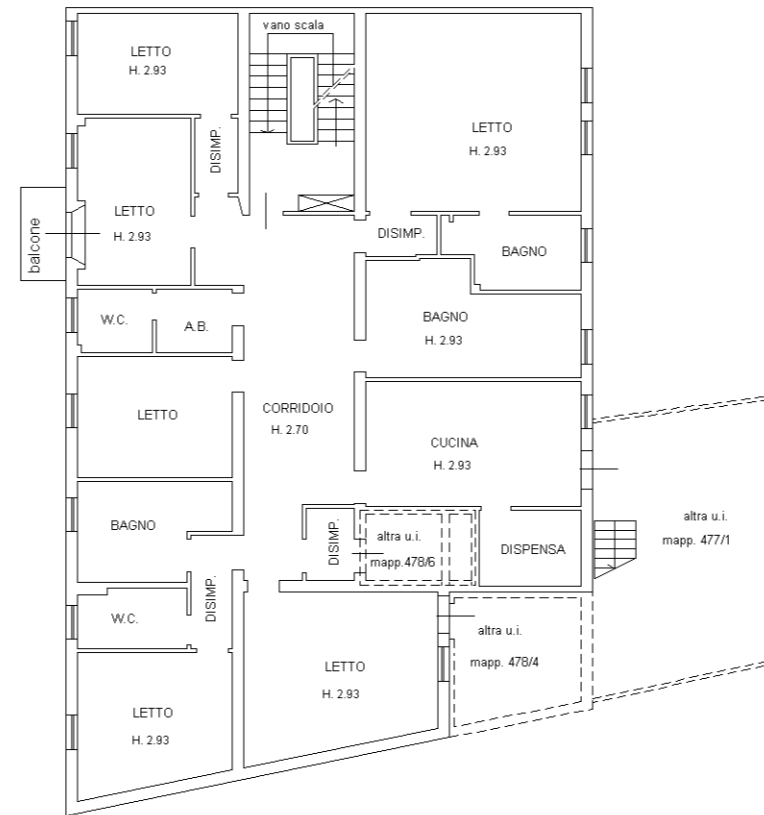 vano scala
LETTO
H. 2.93
DISIMP.
LETTO
H. 2.93
LETTO
H. 2.93
balcone
DISIMP.
BAGNO
W.C.
A.B.
BAGNO
H. 2.93
LETTO
CORRIDOIO
H. 2.70
CUCINA
H. 2.93
BAGNO
DISIMP.
altra u.i.
mapp.478/6
DISPENSA
altra u.i.
mapp. 477/1
W.C.
DISIMP.
altra u.i.
mapp. 478/4
LETTO
H. 2.93
LETTO
H. 2.93